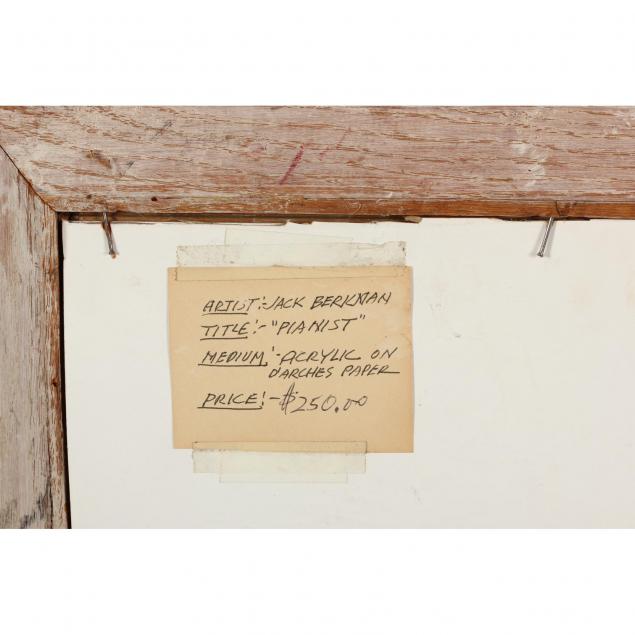 ARTIST:-JACK BERKMAN
TITLE:-"PIANIST"
MEDIUM:-ACRYLIC ON
D'ARCHES PAPER
PRICE:-$250.00